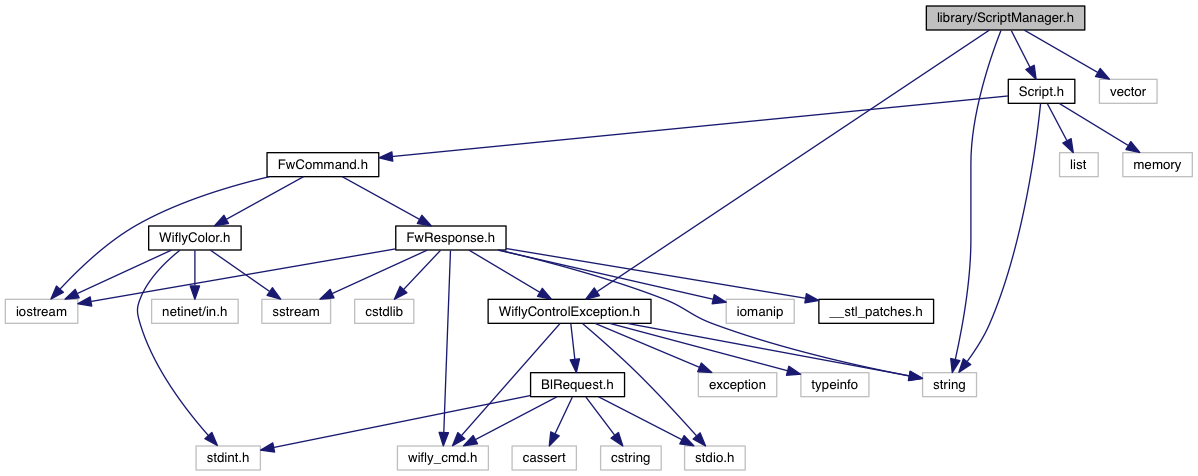 library/ScriptManager.h
Script.h
vector
FwCommand.h
list
memory
WiflyColor.h
FwResponse.h
iostream
netinet/in.h
sstream
cstdlib
WiflyControlException.h
iomanip
__stl_patches.h
BlRequest.h
exception
typeinfo
string
stdint.h
wifly_cmd.h
cassert
cstring
stdio.h